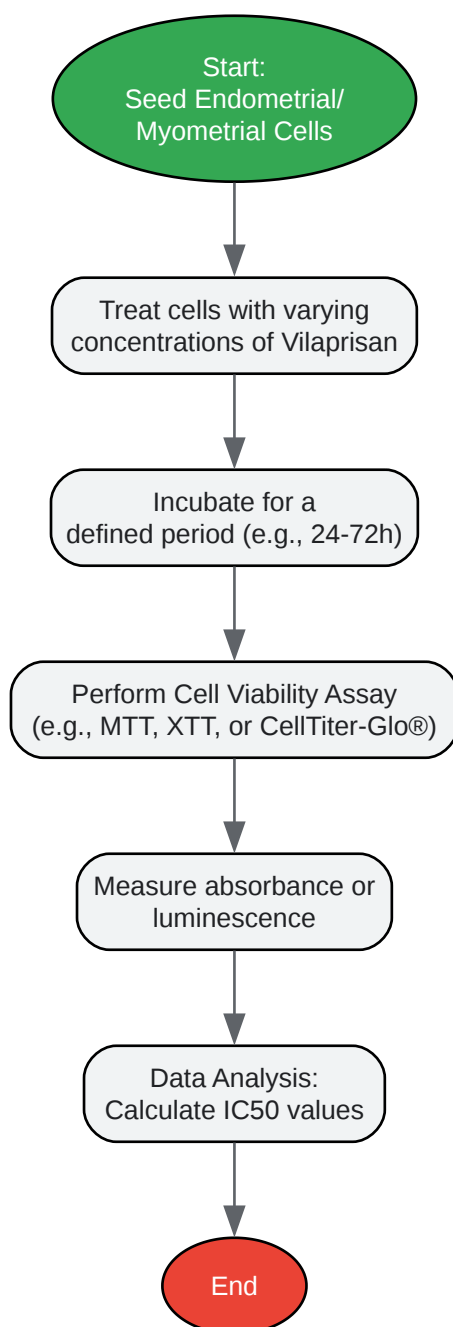 Start:
Seed Endometrial/
Myometrial Cells
Treat cells with varying
concentrations of Vilaprisan
Incubate for a
defined period (e.g., 24-72h)
Perform Cell Viability Assay
(e.g., MTT, XTT, or CellTiter-Glo®)
Measure absorbance or
luminescence
Data Analysis:
Calculate IC50 values
End